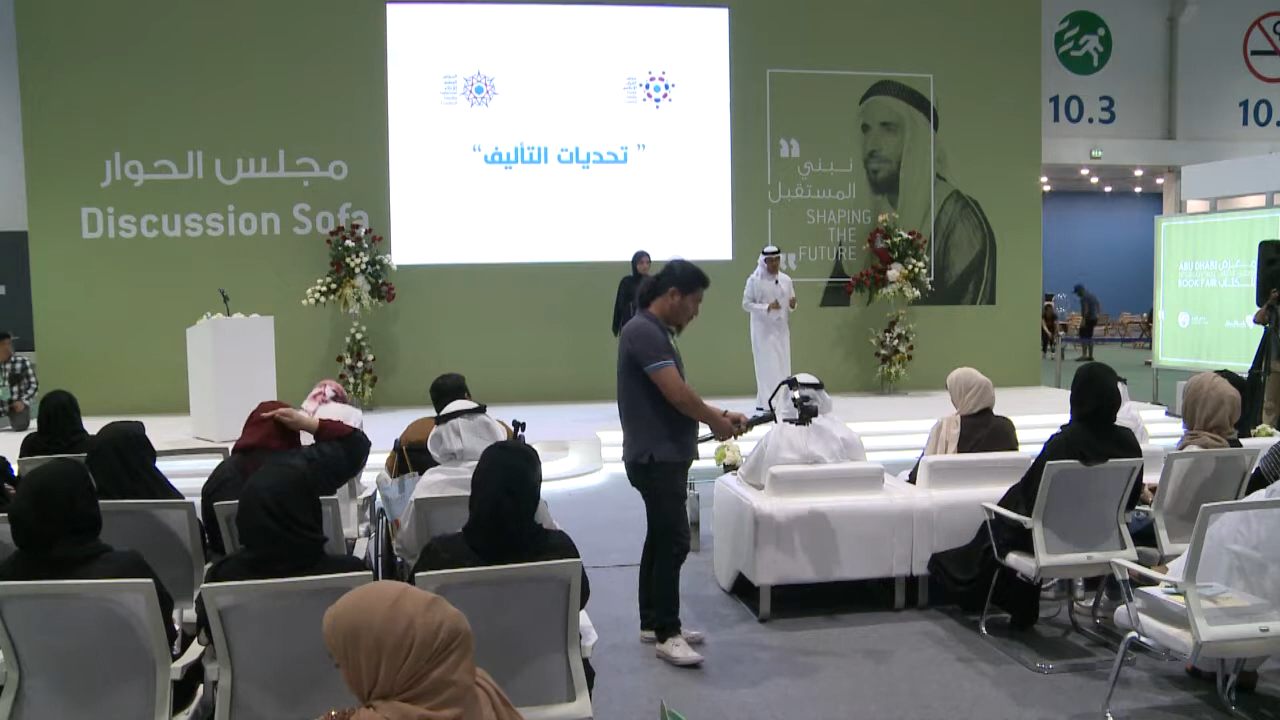 مجلس الحوار
Discussion Sofa
" تحديات التأليف "
❝
نبني
المستقبل
SHAPING
THE
FUTURE
❞
10.3
10.
ABU DHABI
BOOK FAIR